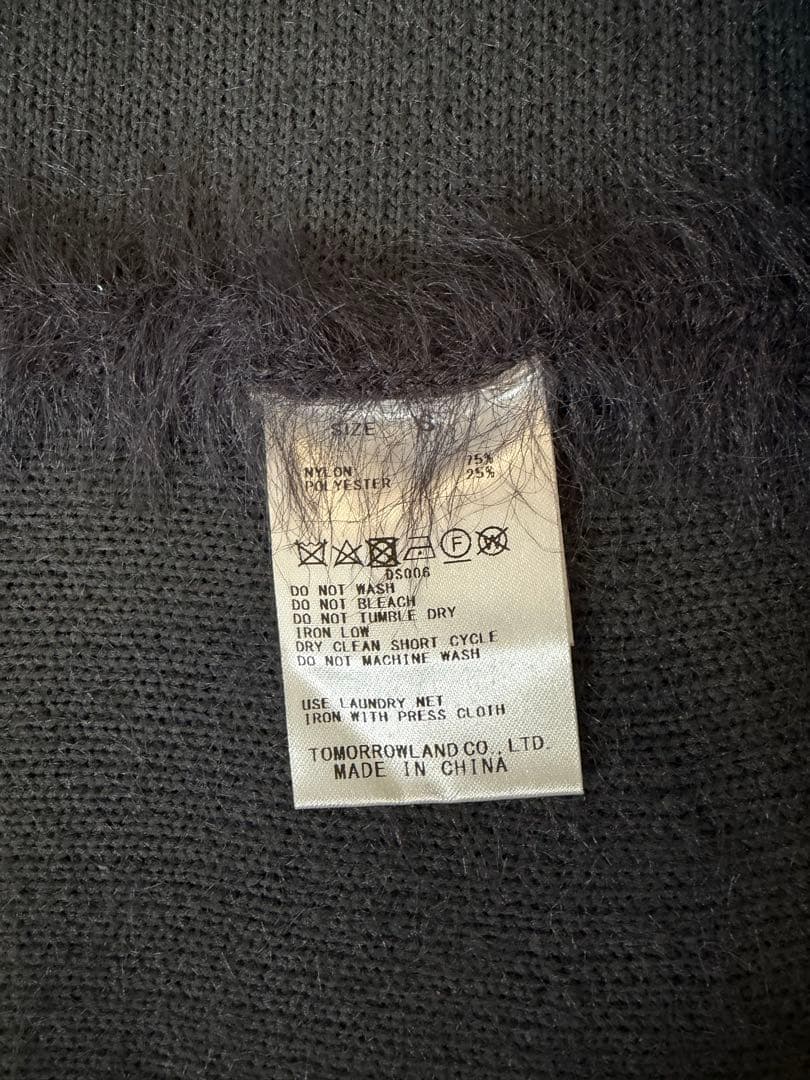 SIZE S
NYLON 75%
POLYESTER 25%
F W
DS006
DO NOT WASH
DO NOT BLEACH
DO NOT TUMBLE DRY
IRON LOW
DRY CLEAN SHORT CYCLE
DO NOT MACHINE WASH
USE LAUNDRY NET
IRON WITH PRESS CLOTH
TOMORROWLAND CO., LTD.
MADE IN CHINA